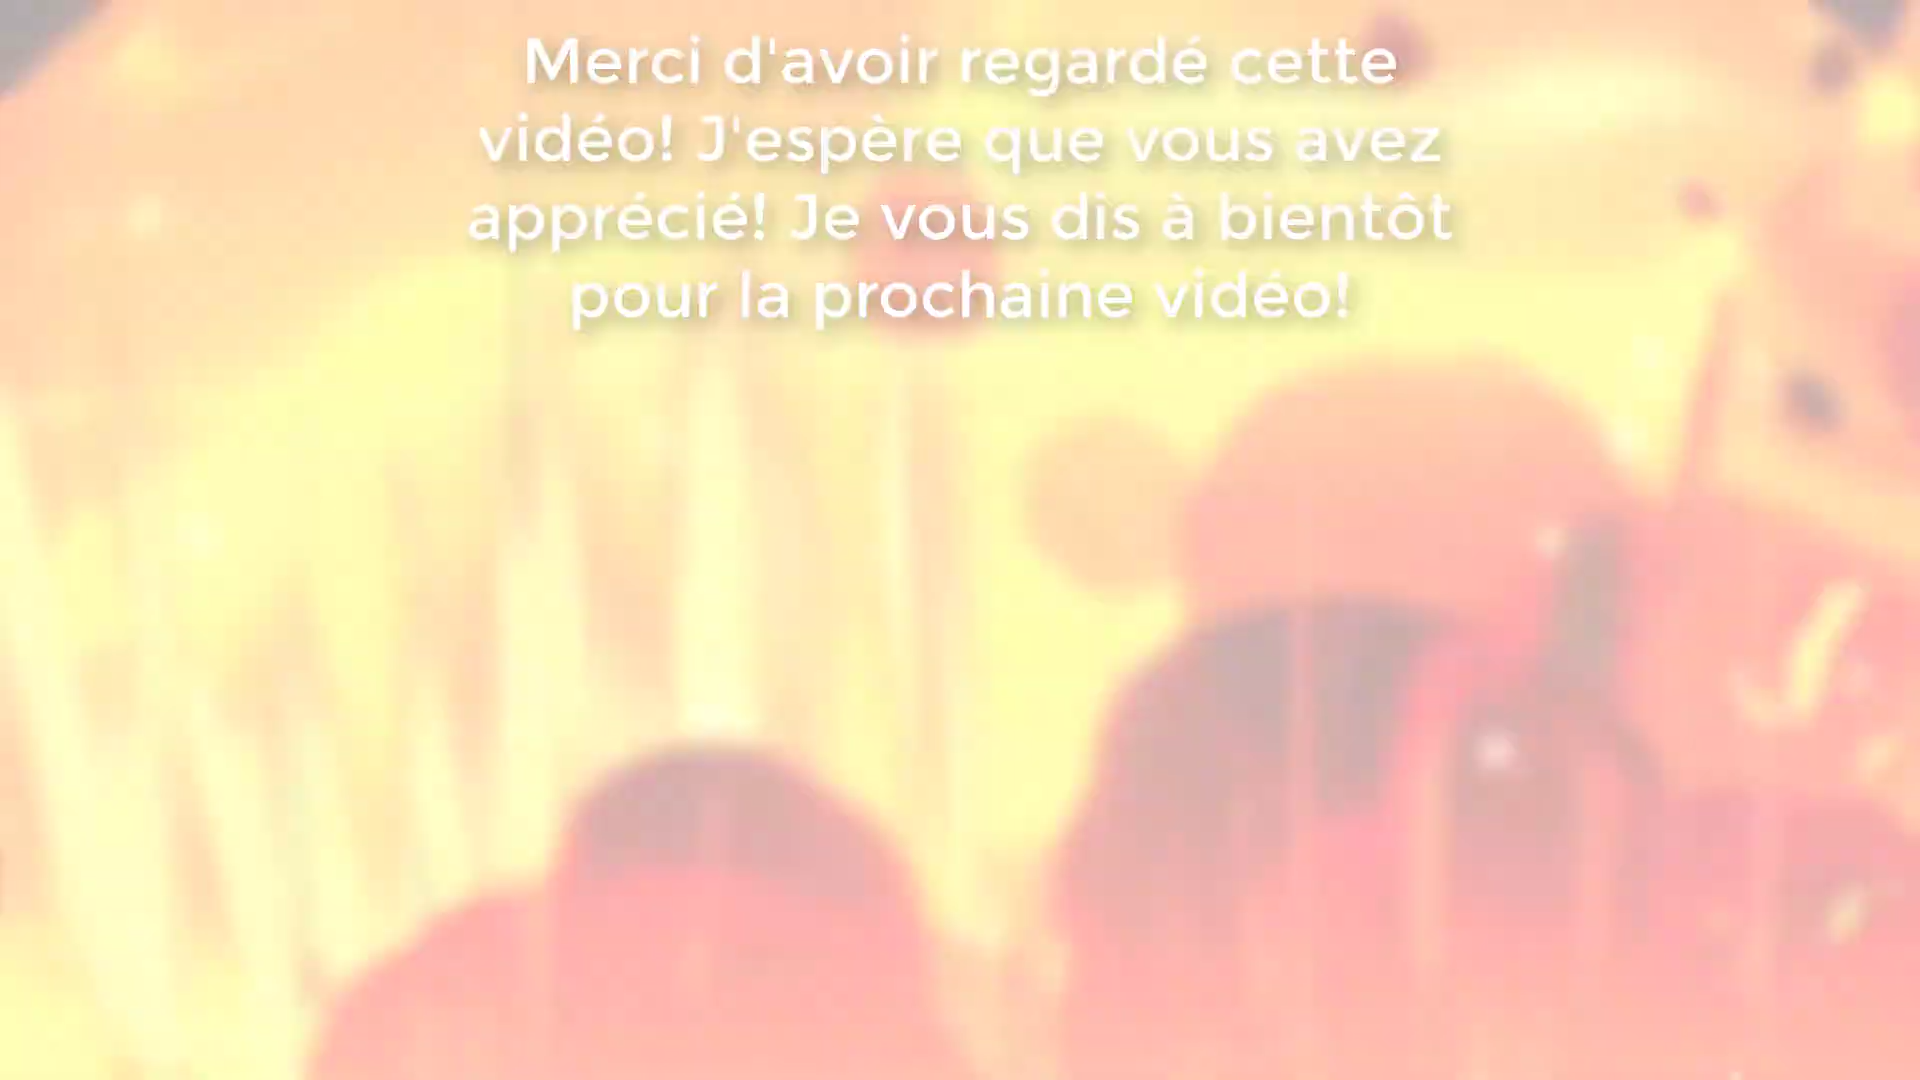 Merci d'avoir regardé cette
vidéo! J'espère que vous avez
apprécié! Je vous dis à bientôt
pour la prochaine vidéo!